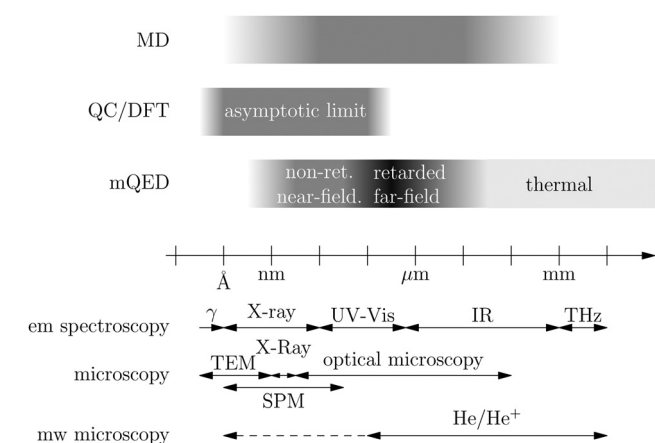 MD
QC/DFT
asymptotic limit
mQED
non-ret.
near-field.
retarded
far-field
thermal
Å
nm
μm
mm
em spectroscopy
γ
X-ray
UV-Vis
IR
THz
microscopy
TEM
X-Ray
optical microscopy
SPM
mw microscopy
He/He⁺